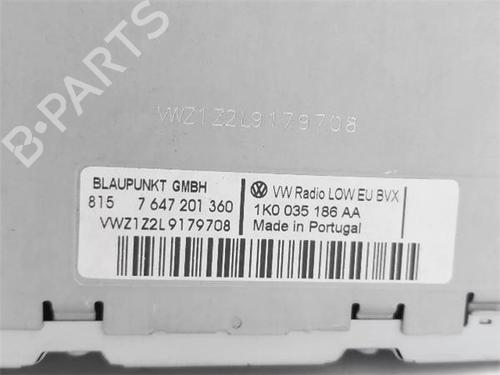 VWZ1Z2L9179708
BLAUPUNKT GMBH
815 7 647 201 360
VWZ1Z2L9179708
VW Radio LOW EU BVX
1K0 035 186 AA
Made in Portugal
B-PARTS